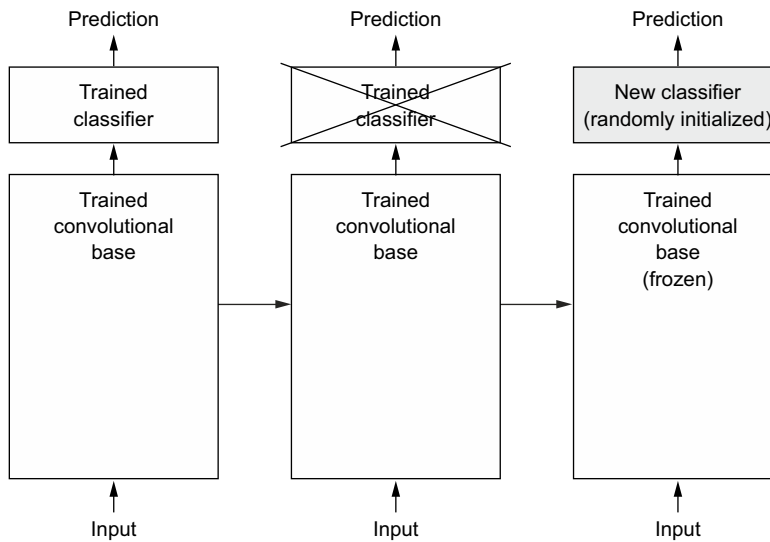 Prediction
Trained
classifier
Trained
convolutional
base
Input
Prediction
Trained
classifier
Trained
convolutional
base
Input
Prediction
New classifier
(randomly initialized)
Trained
convolutional
base
(frozen)
Input